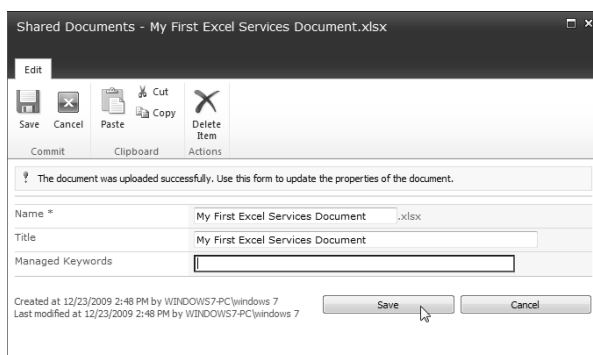 Shared Documents - My First Excel Services Document.xlsx
Edit
Save
Cancel
Paste
Cut
Copy
Delete
Item
Commit
Clipboard
Actions
The document was uploaded successfully. Use this form to update the properties of the document.
Name *
My First Excel Services Document .xlsx
Title
My First Excel Services Document
Managed Keywords
Created at 12/23/2009 2:48 PM by WINDOWS7-PC\windows 7
Last modified at 12/23/2009 2:48 PM by WINDOWS7-PC\windows 7
Save
Cancel